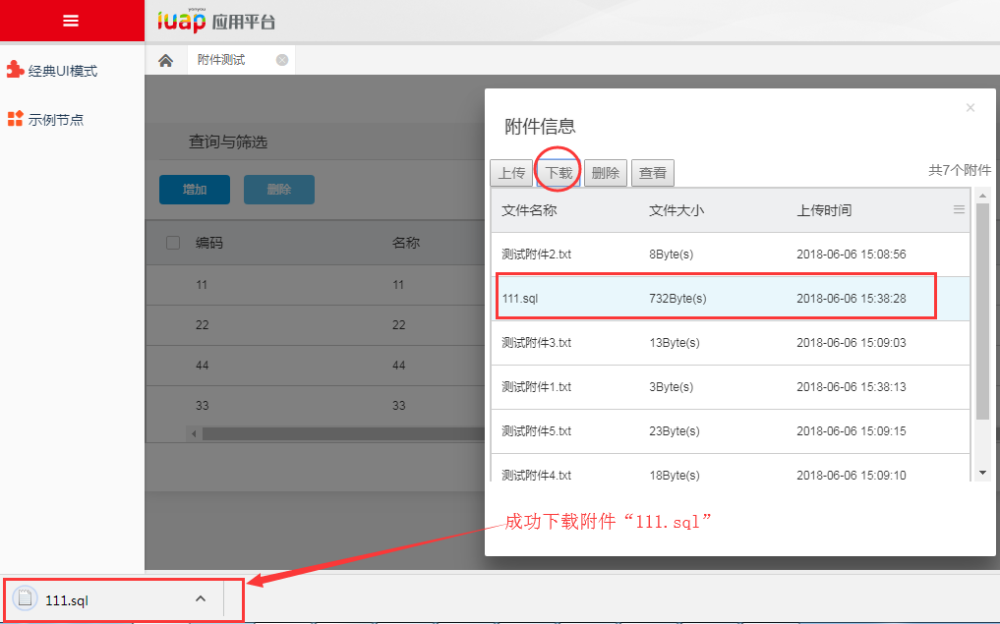 yonyou
iuap 应用平台
附件测试
经典UI模式
示例节点
查询与筛选
增加 删除
编码 名称
11 11
22 22
44 44
33 33
附件信息
上传 下载 删除 查看 共7个附件
文件名称 文件大小 上传时间
测试附件2.txt 8Byte(s) 2018-06-06 15:08:56
111.sql 732Byte(s) 2018-06-06 15:38:28
测试附件3.txt 13Byte(s) 2018-06-06 15:09:03
测试附件1.txt 3Byte(s) 2018-06-06 15:38:13
测试附件5.txt 23Byte(s) 2018-06-06 15:09:15
测试附件4.txt 18Byte(s) 2018-06-06 15:09:10
成功下载附件“111.sql”
111.sql